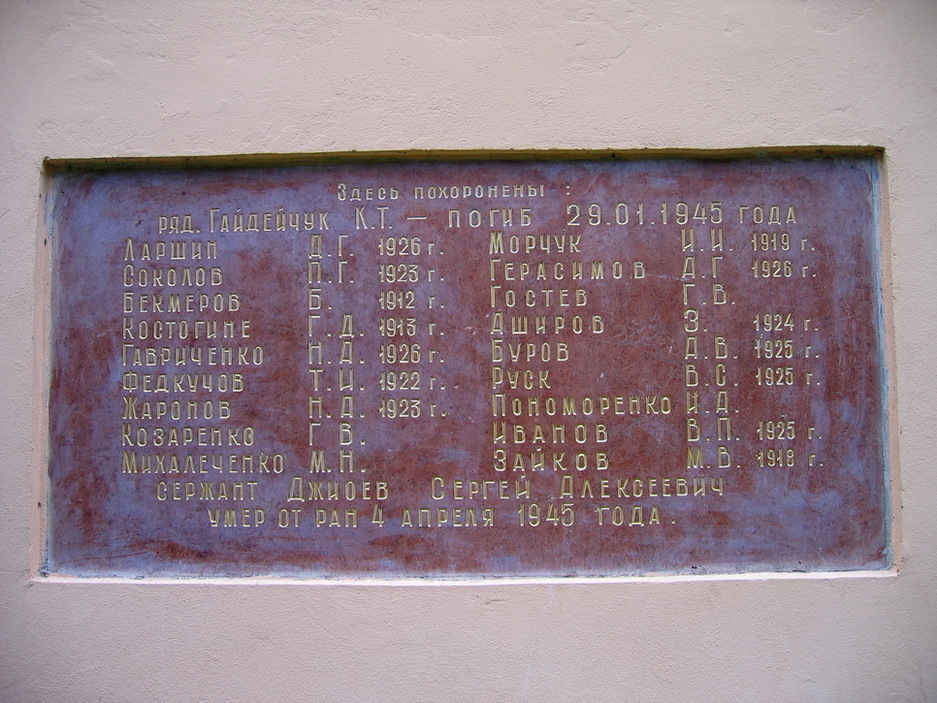 Здесь похоронены :
ряд. Гайдейчук К.Т. — погиб 29.01.1945 года
Ларшин Д.Г. 1926 г. Морчук И.И. 1919 г.
Соколов П.Г. 1923 г. Герасимов А.Г 1926 г.
Бекмеров Б. 1912 г. Гостев Г.В.
Костогине Г.Д. 1913 г. Аширов З. 1924 г.
Гавриченко Н.А. 1926 г. Буров А.В. 1925 г.
Федкучов Т.И. 1922 г. Руск В.С. 1925 г.
Жаронов Н.А. 1923 г. Пономоренко И.Д.
Козаренко Г В. Иванов В.П. 1925 г.
Михалеченко М.Н. Зайков М.В. 1918 г.
сержант Джиоев Сергей Алексеевич
умер от ран 4 апреля 1945 года .